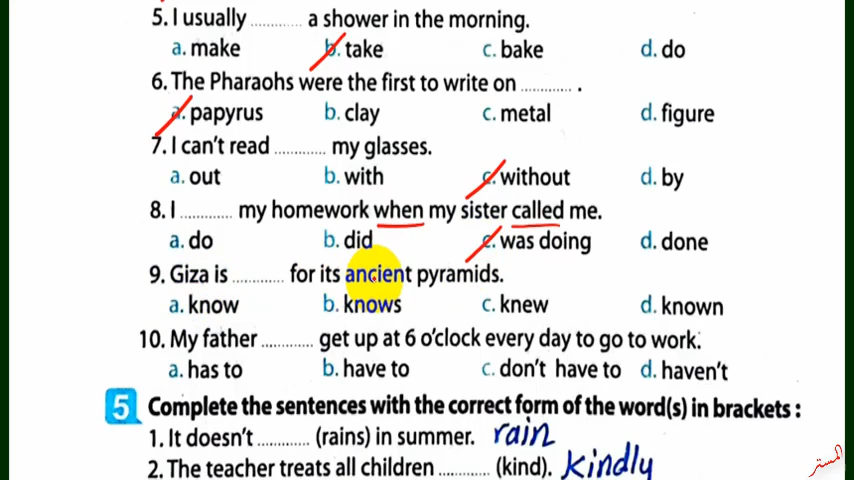 5. I usually ............ a shower in the morning.
a. make b. take c. bake d. do
6. The Pharaohs were the first to write on ............ .
a. papyrus b. clay c. metal d. figure
7. I can't read ............ my glasses.
a. out b. with c. without d. by
8. I ............ my homework when my sister called me.
a. do b. did c. was doing d. done
9. Giza is ............ for its ancient pyramids.
a. know b. knows c. knew d. known
10. My father ............ get up at 6 o'clock every day to go to work.
a. has to b. have to c. don't have to d. haven't
5 Complete the sentences with the correct form of the word(s) in brackets :
1. It doesn't ............ (rains) in summer. rain
2. The teacher treats all children ............ (kind). kindly
المستر